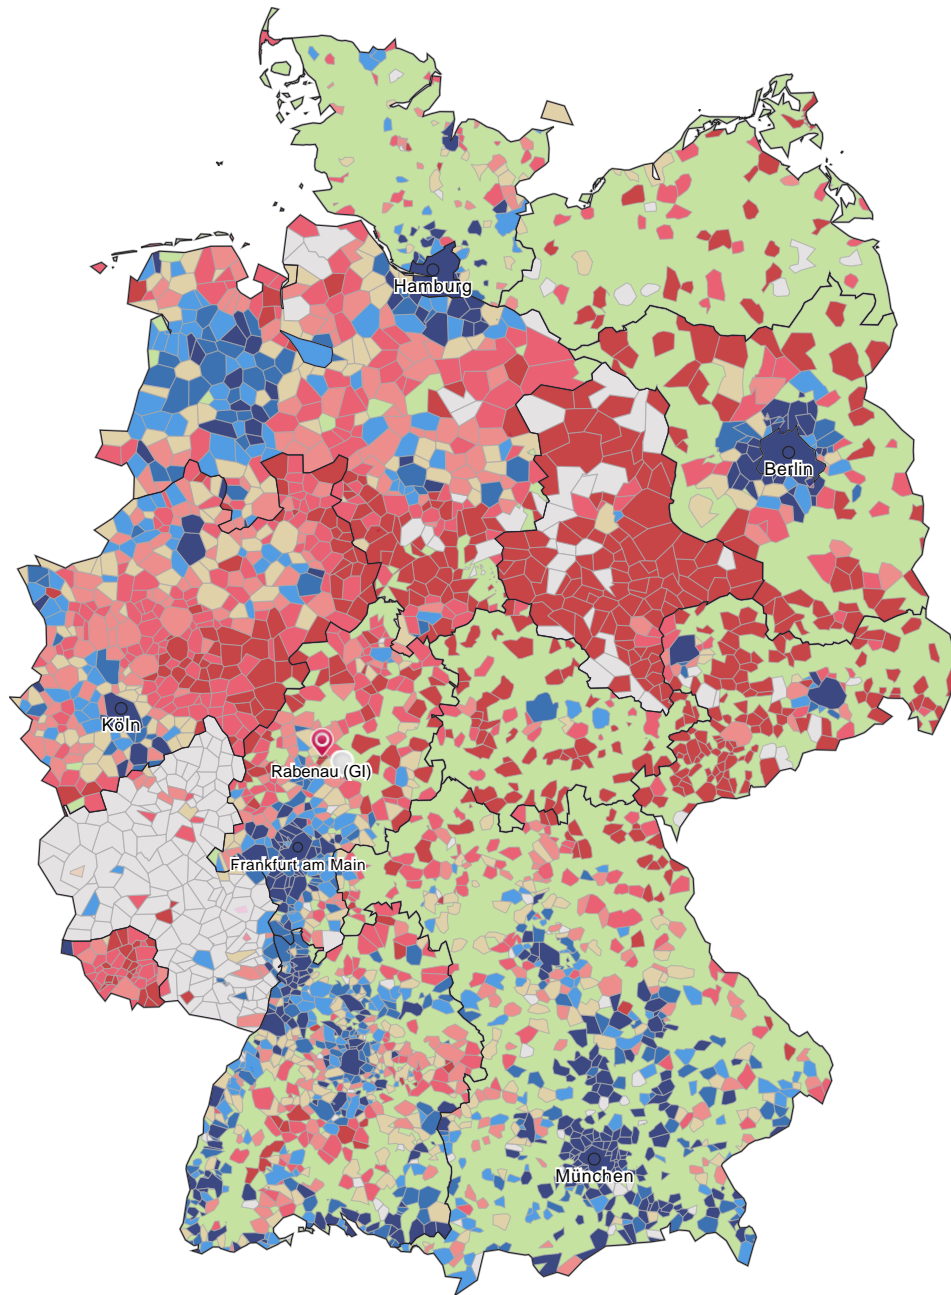 Hamburg
Berlin
Köln
Rabenau (GI)
Frankfurt am Main
München